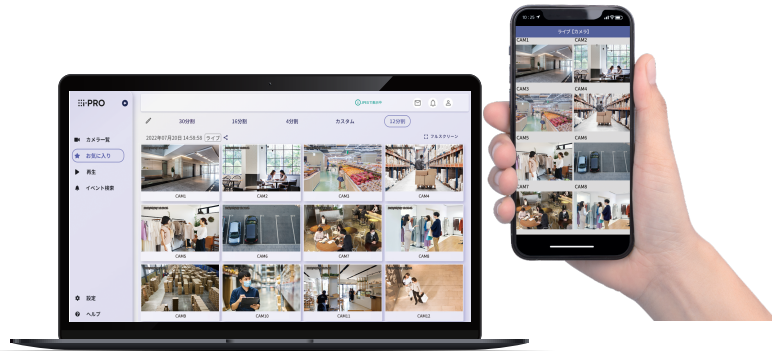 i-PRO
30分割
16分割
4分割
カスタム
12分割
2022年07月20日 14:58:58
ライブ
フルスクリーン
カメラ一覧
お気に入り
再生
イベント検索
設定
ヘルプ
CAM1
CAM2
CAM3
CAM4
CAM5
CAM6
CAM7
CAM8
CAM9
CAM10
CAM11
CAM12
10:25
ライブ【カメラ】
CAM1
CAM2
CAM3
CAM4
CAM5
CAM6
CAM7
CAM8